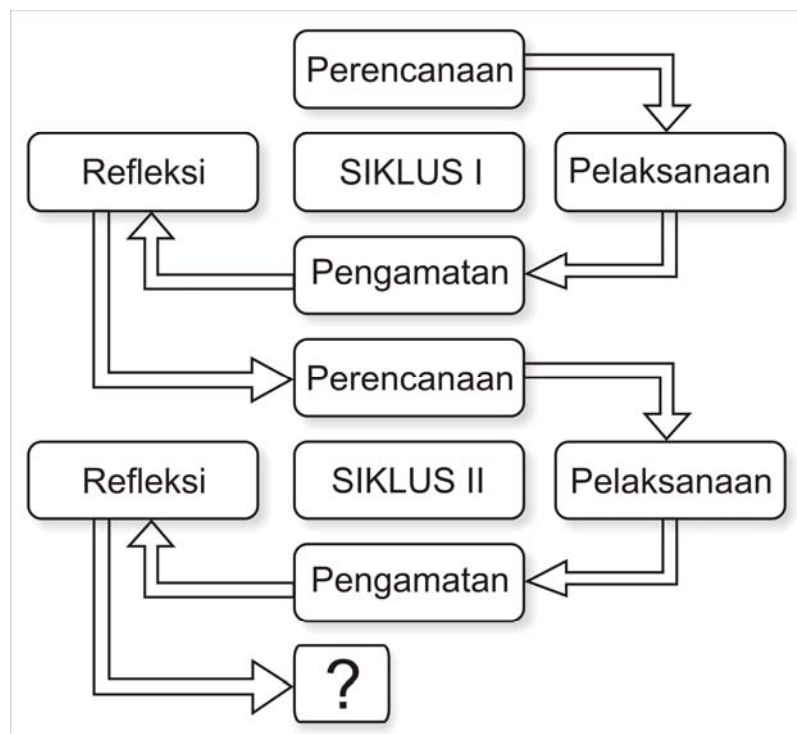 Perencanaan
Refleksi
SIKLUS I
Pelaksanaan
Pengamatan
Perencanaan
Refleksi
SIKLUS II
Pelaksanaan
Pengamatan
?